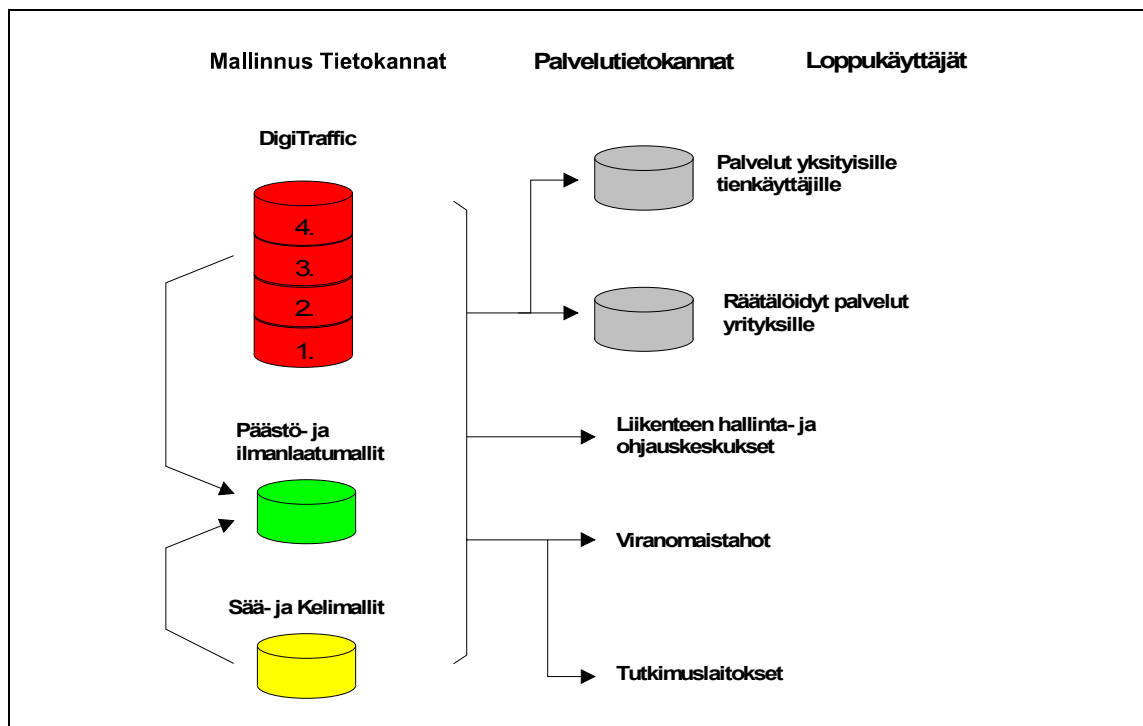 Mallinnus Tietokannat
Palvelutietokannat
Loppukäyttäjät
DigiTraffic
4.
3.
2.
1.
Palvelut yksityisille
tienkäyttäjille
Räätälöidyt palvelut
yrityksille
Päästö- ja
ilmanlaatumallit
Liikenteen hallinta- ja
ohjauskeskukset
Viranomaistahot
Sää- ja Kelimallit
Tutkimuslaitokset